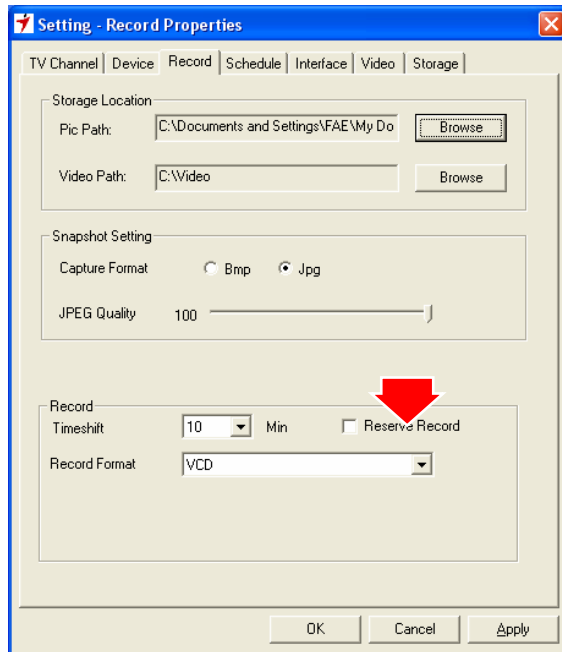 Setting - Record Properties
TV Channel Device Record Schedule Interface Video Storage
Storage Location
Pic Path: C:\Documents and Settings\FAE\My Do Browse
Video Path: C:\Video Browse
Snapshot Setting
Capture Format Bmp Jpg
JPEG Quality 100
Record
Timeshift 10 Min Reserve Record
Record Format VCD
OK Cancel Apply